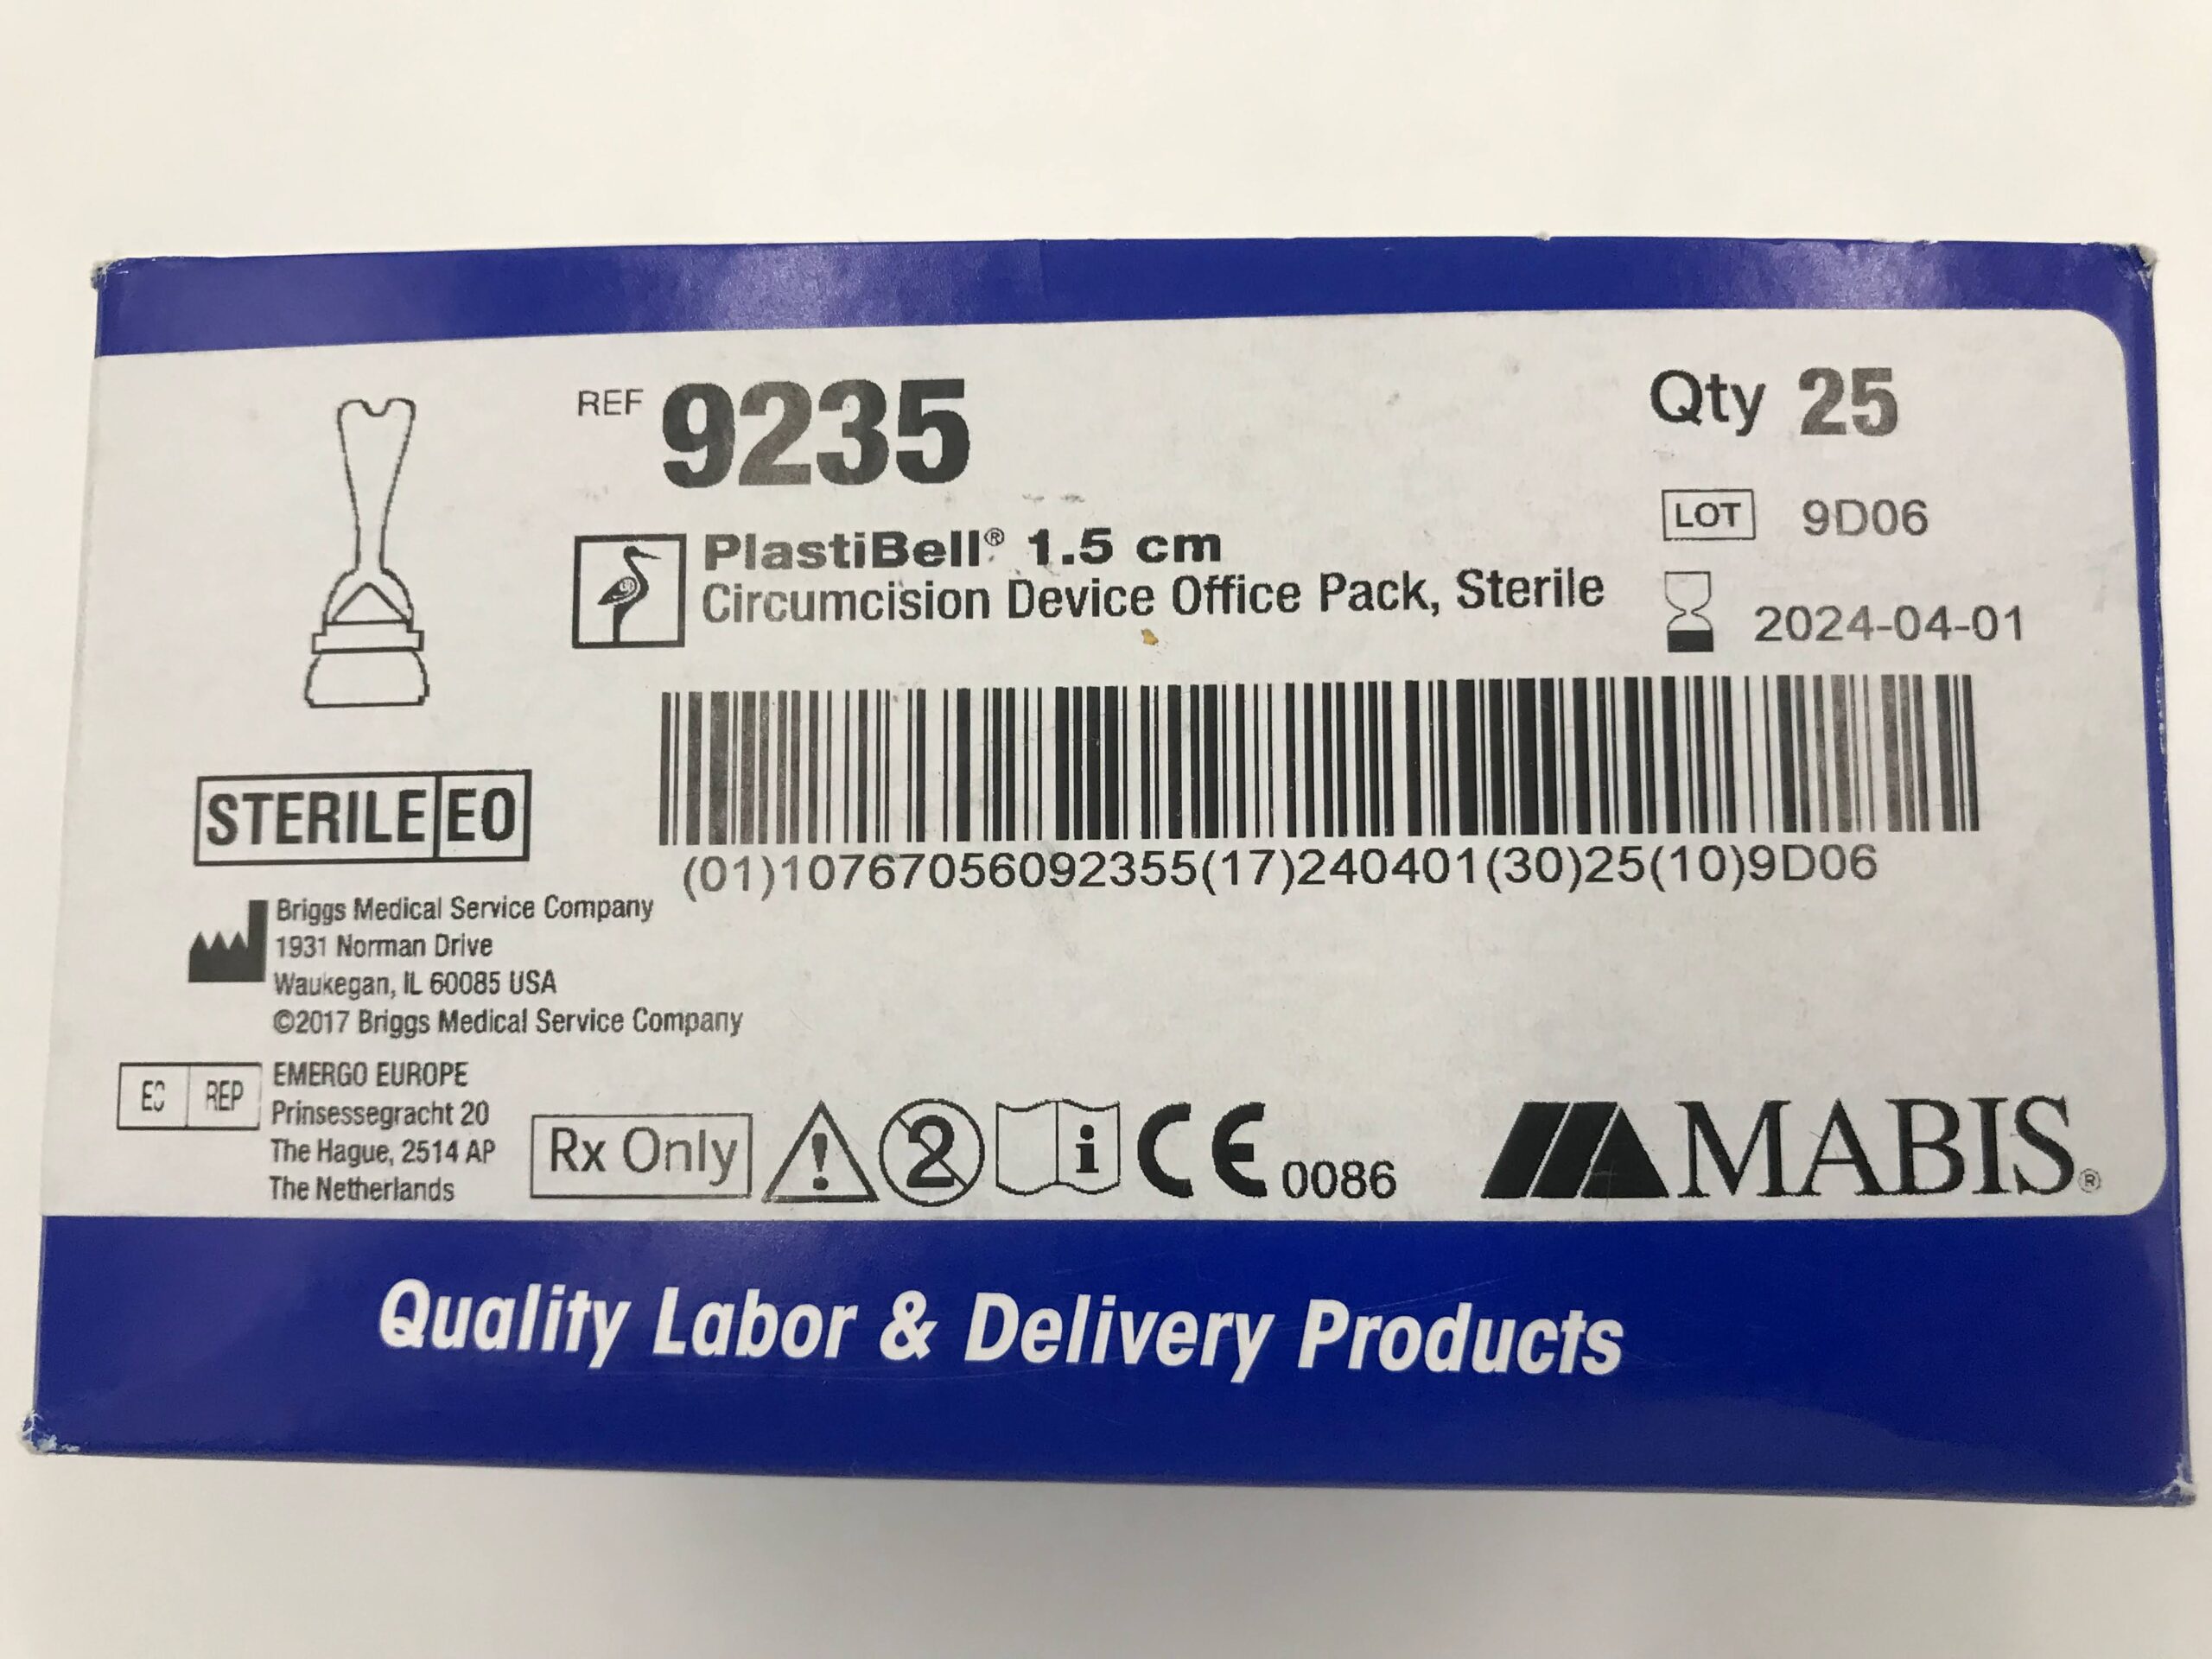 REF 9235
Qty 25
LOT 9D06
PlastiBell® 1.5 cm
Circumcision Device Office Pack, Sterile
2024-04-01
STERILE EO
(01)10767056092355(17)240401(30)25(10)9D06
Briggs Medical Service Company
1931 Norman Drive
Waukegan, IL 60085 USA
©2017 Briggs Medical Service Company
EC REP
EMERGO EUROPE
Prinsessegracht 20
The Hague, 2514 AP
The Netherlands
Rx Only
! 2 i CE 0086
MABIS®
Quality Labor & Delivery Products